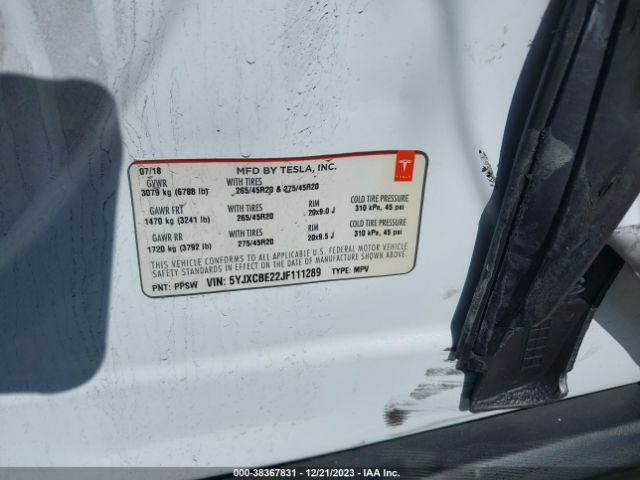 07/18 MFD BY TESLA, INC.
GVWR WITH TIRES
3079 kg (6788 lb) 265/45R20 & 275/45R20
GAWR FRT WITH TIRES RIM COLD TIRE PRESSURE
1470 kg (3241 lb) 265/45R20 20x9.0 J 310 kPa, 45 psi
GAWR RR WITH TIRES RIM COLD TIRE PRESSURE
1720 kg (3792 lb) 275/45R20 20x9.5 J 310 kPa, 45 psi
THIS VEHICLE CONFORMS TO ALL APPLICABLE U.S. FEDERAL MOTOR VEHICLE
SAFETY STANDARDS IN EFFECT ON THE DATE OF MANUFACTURE SHOWN ABOVE.
PNT: PPSW VIN: 5YJXCBE22JF111289 TYPE: MPV
TESLA
000-38367831 - 12/21/2023 - IAA Inc.